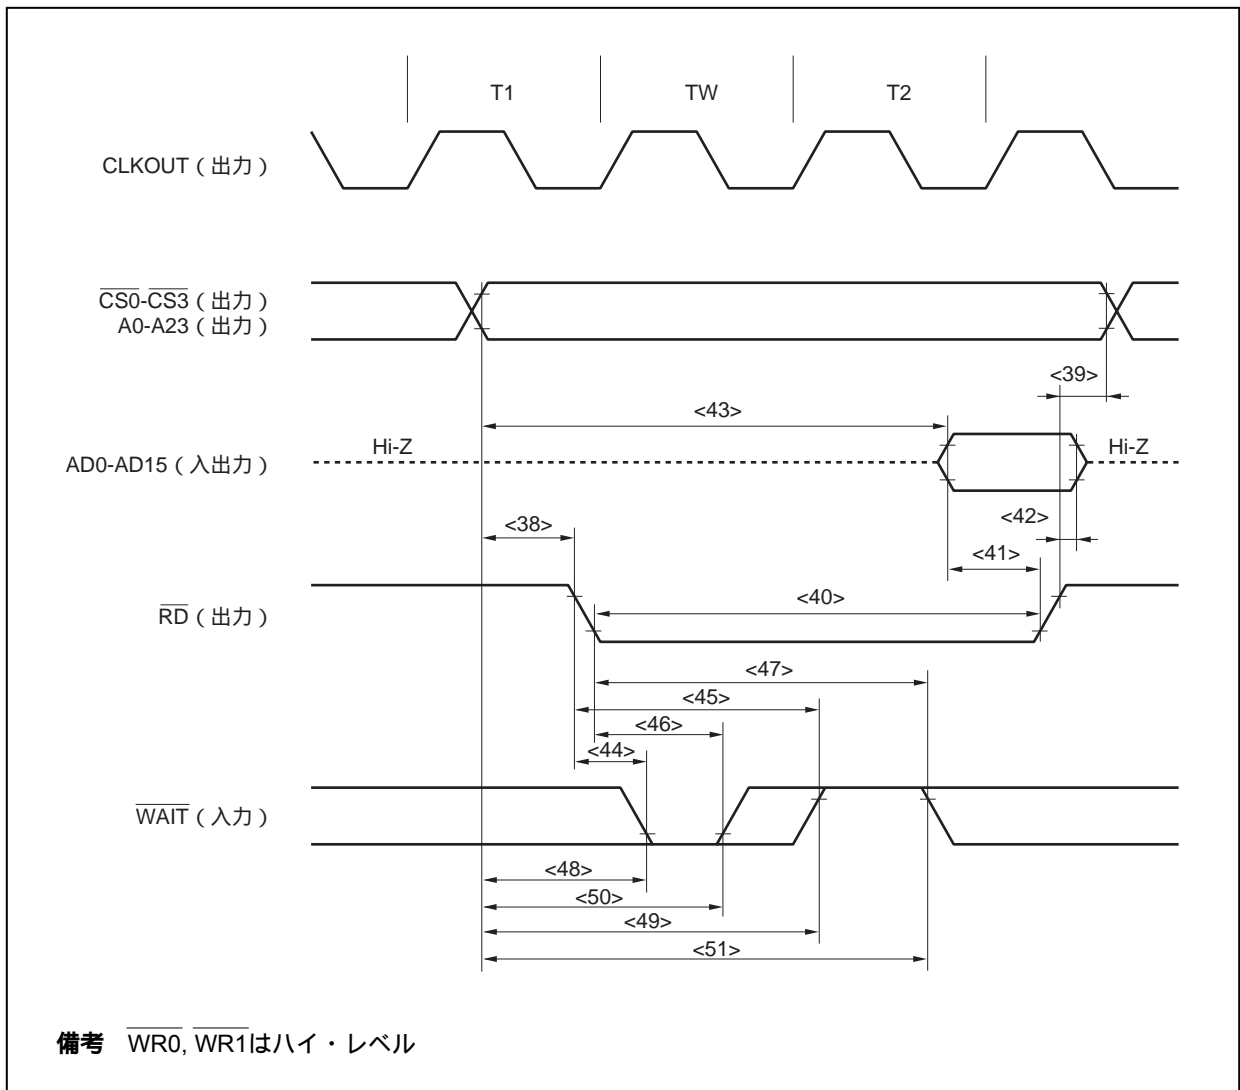 T1 TW T2
CLKOUT（出力）
CS0-CS3（出力）
A0-A23（出力）
<39>
<43>
AD0-AD15（入出力） Hi-Z Hi-Z
<42>
<38>
<41>
<40>
RD（出力）
<47>
<45>
<46>
<44>
WAIT（入力）
<48>
<50>
<49>
<51>
備考 WR0, WR1はハイ・レベル